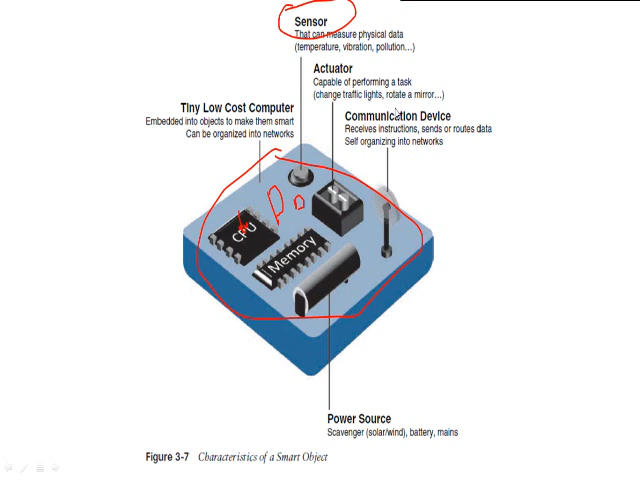 Sensor
That can measure physical data
(temperature, vibration, pollution...)
Actuator
Capable of performing a task
(change traffic lights, rotate a mirror...)
Tiny Low Cost Computer
Embedded into objects to make them smart
Can be organized into networks
Communication Device
Receives instructions, sends or routes data
Self organizing into networks
CPU
Memory
Power Source
Scavenger (solar/wind), battery, mains
Figure 3-7 Characteristics of a Smart Object